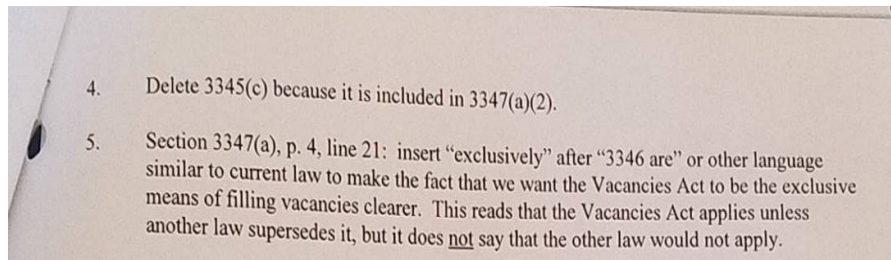 4. Delete 3345(c) because it is included in 3347(a)(2).
5. Section 3347(a), p. 4, line 21: insert “exclusively” after “3346 are” or other language
similar to current law to make the fact that we want the Vacancies Act to be the exclusive
means of filling vacancies clearer. This reads that the Vacancies Act applies unless
another law supersedes it, but it does not say that the other law would not apply.